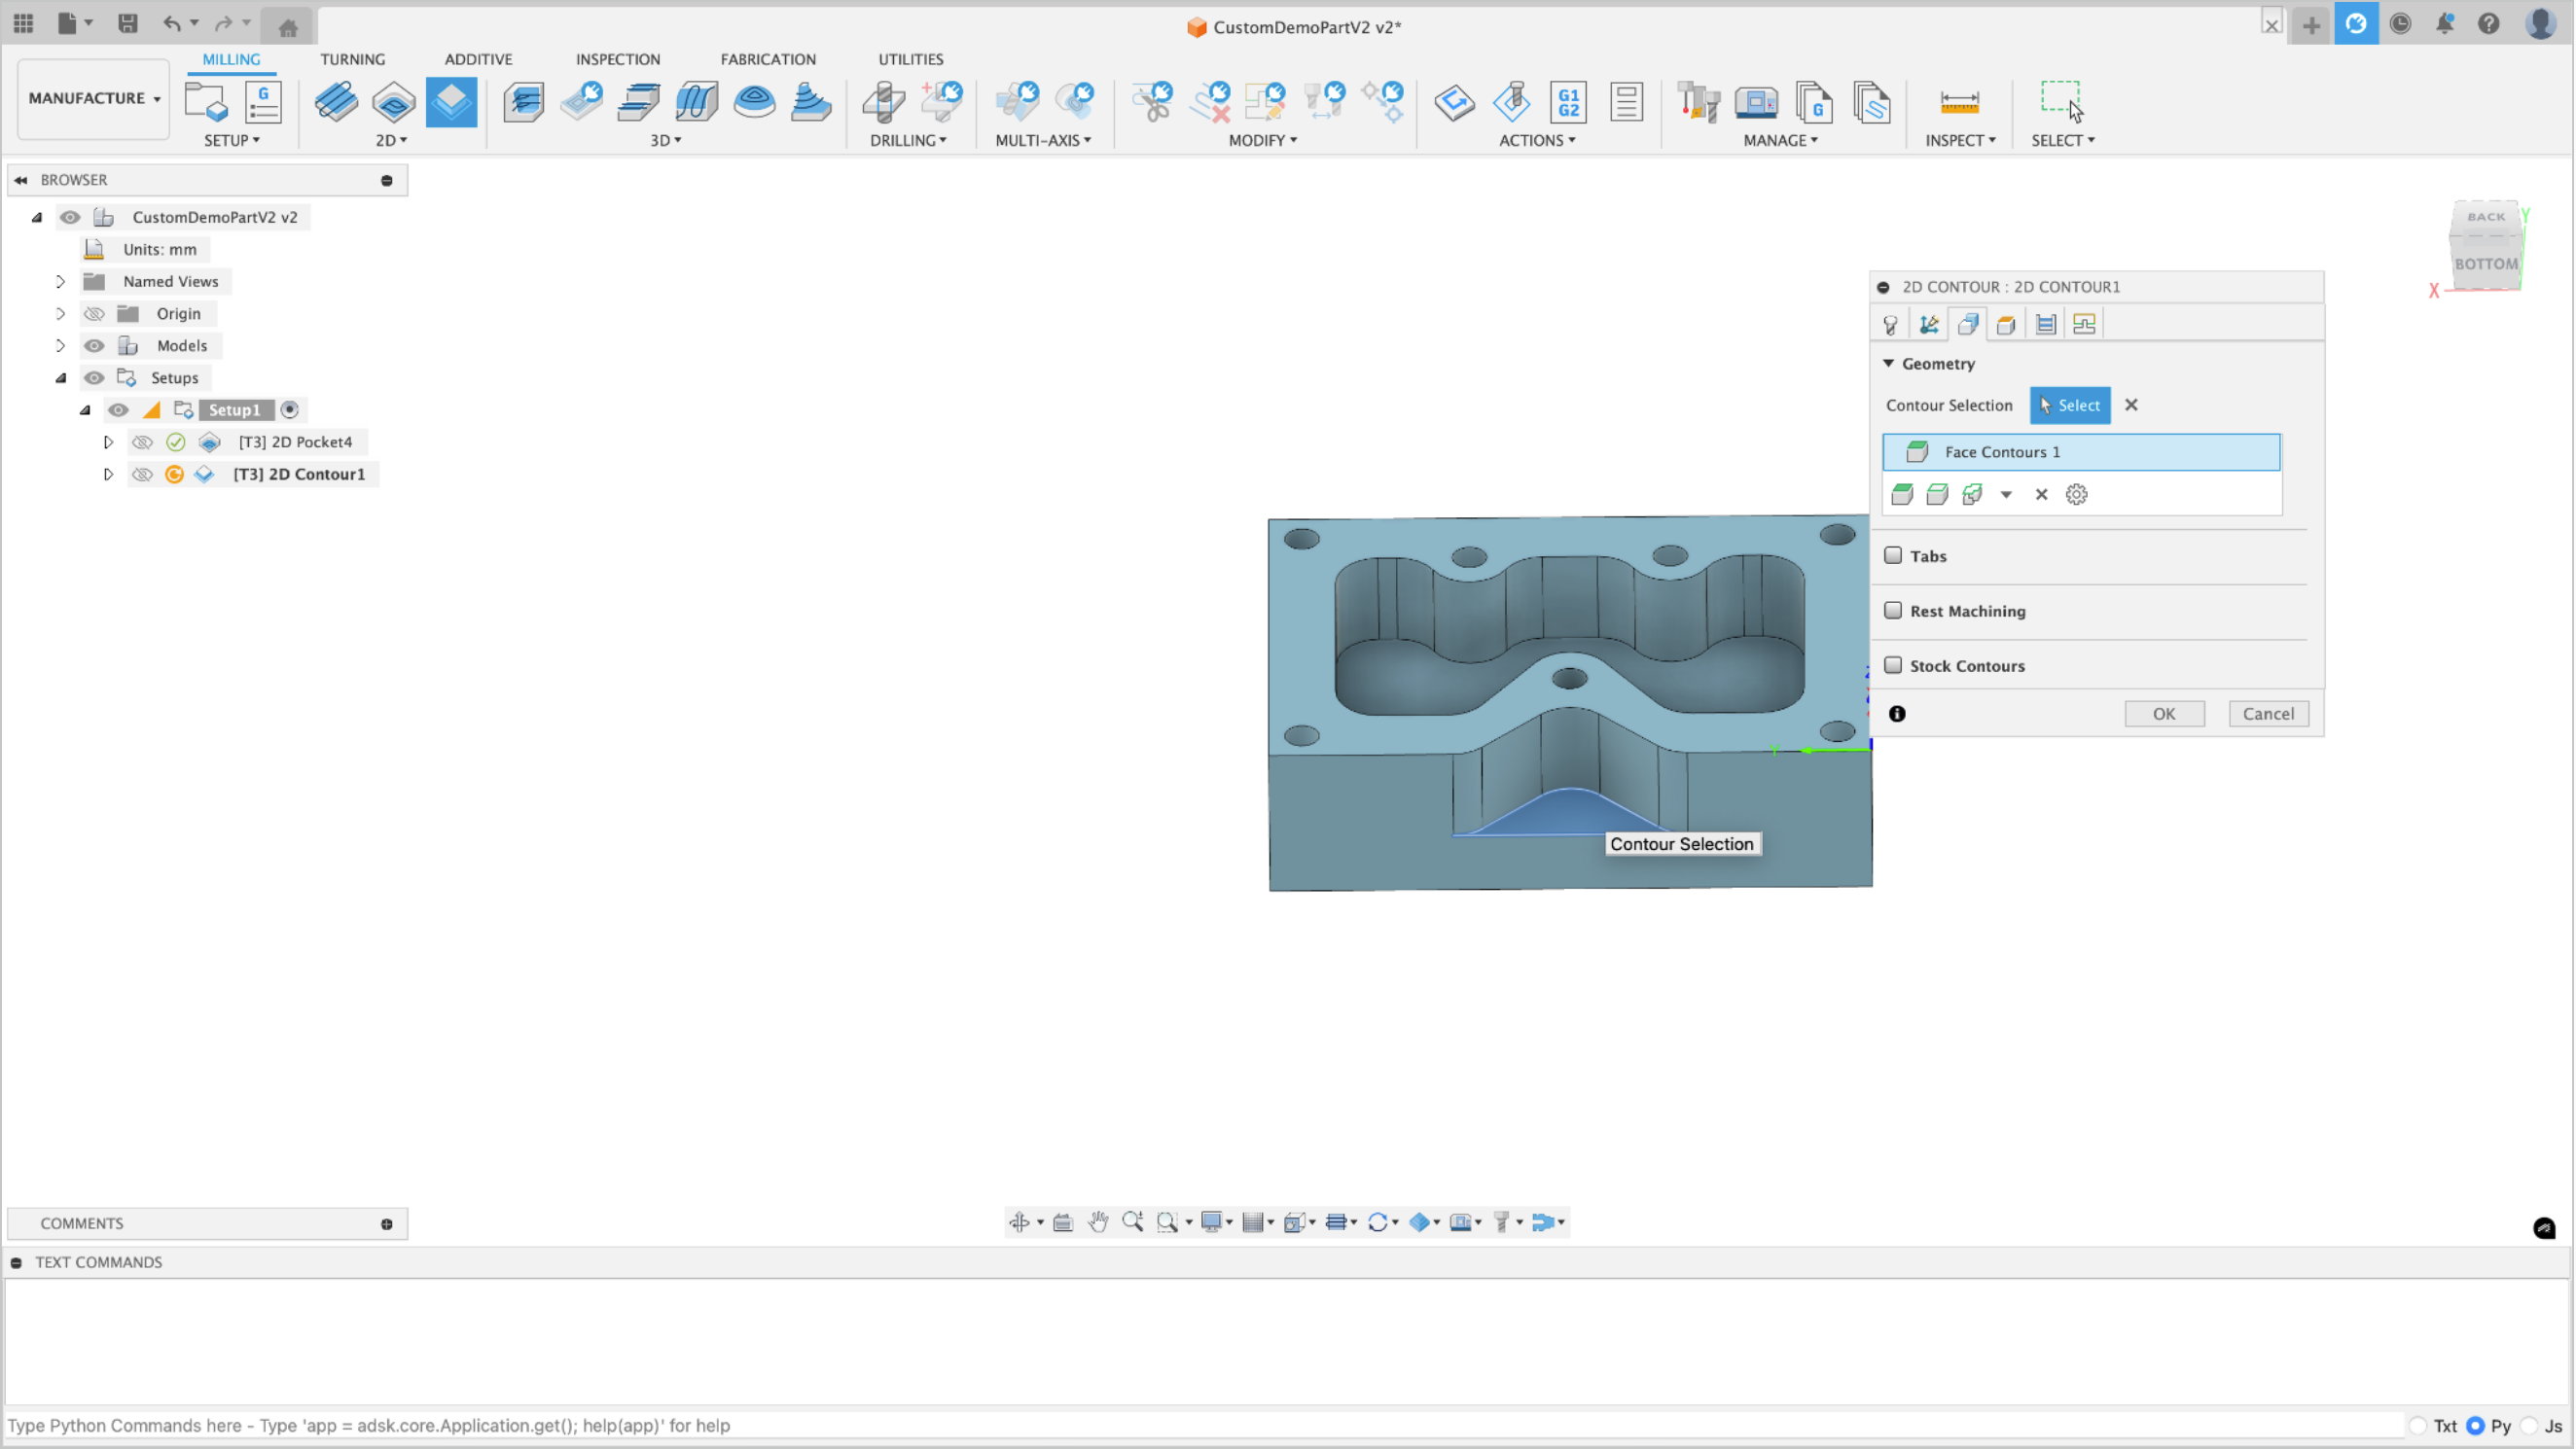 CustomDemoPartV2 v2*
MANUFACTURE
MILLING
TURNING
ADDITIVE
INSPECTION
FABRICATION
UTILITIES
G
G1
G2
G
SETUP
2D
3D
DRILLING
MULTI-AXIS
MODIFY
ACTIONS
MANAGE
INSPECT
SELECT
BROWSER
CustomDemoPartV2 v2
Units: mm
Named Views
Origin
Models
Setups
Setup1
[T3] 2D Pocket4
[T3] 2D Contour1
BACK
Y
BOTTOM
X
2D CONTOUR : 2D CONTOUR1
Geometry
Contour Selection
Select
Face Contours 1
Tabs
Rest Machining
Stock Contours
OK
Cancel
Y
Contour Selection
COMMENTS
TEXT COMMANDS
Type Python Commands here - Type 'app = adsk.core.Application.get(); help(app)' for help
Txt
Py
Js